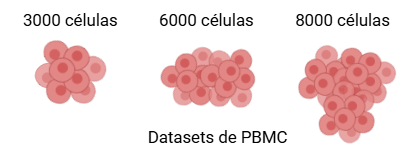 3000 células
6000 células
8000 células
Datasets de PBMC